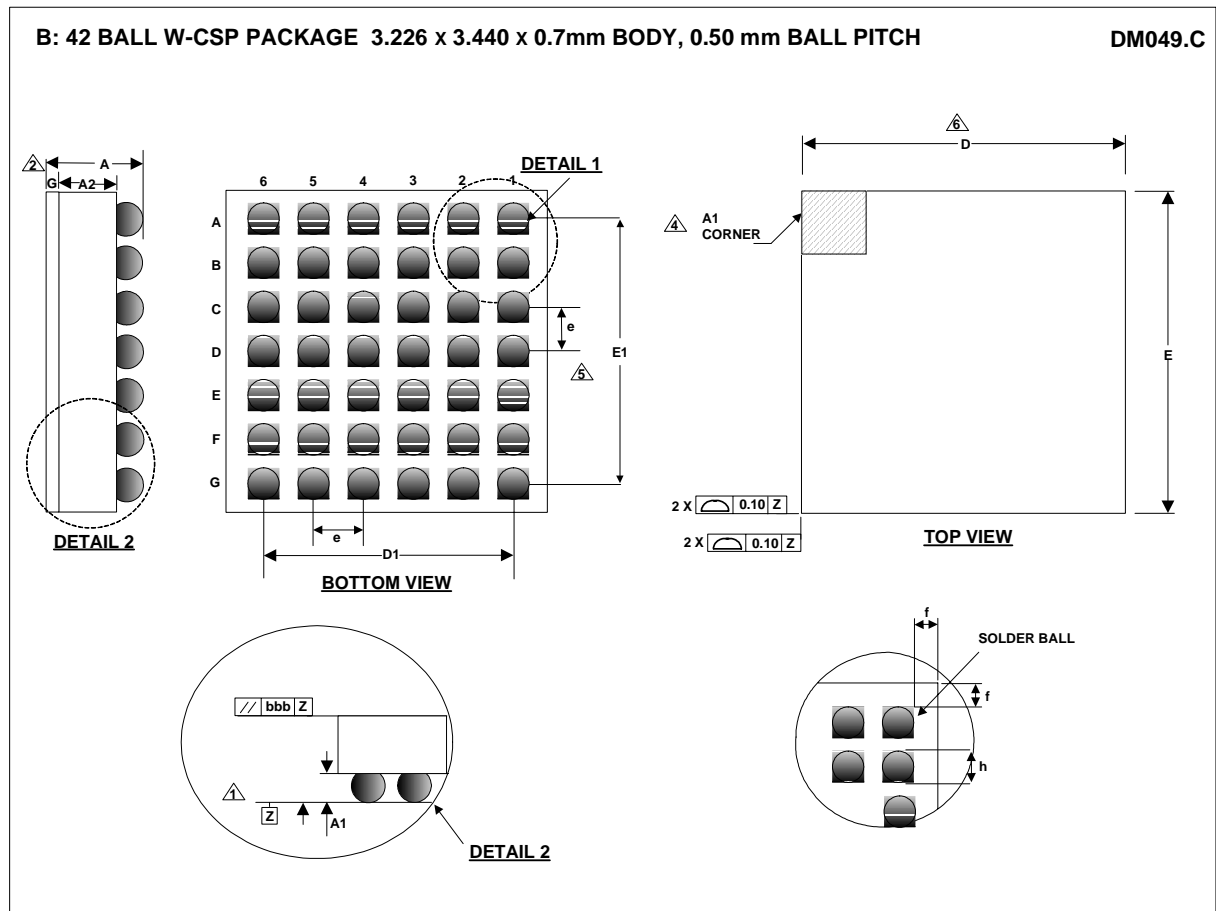 B: 42 BALL W-CSP PACKAGE 3.226 X 3.440 X 0.7mm BODY, 0.50 mm BALL PITCH
DM049.C
2
A
G
A2
DETAIL 2
DETAIL 1
6 5 4 3 2 1
A
B
C
D
E
F
G
e
E1
5
e
D1
BOTTOM VIEW
6
D
4
A1
CORNER
E
2 X 0.10 Z
2 X 0.10 Z
TOP VIEW
// bbb Z
1
Z
A1
DETAIL 2
f
SOLDER BALL
f
h